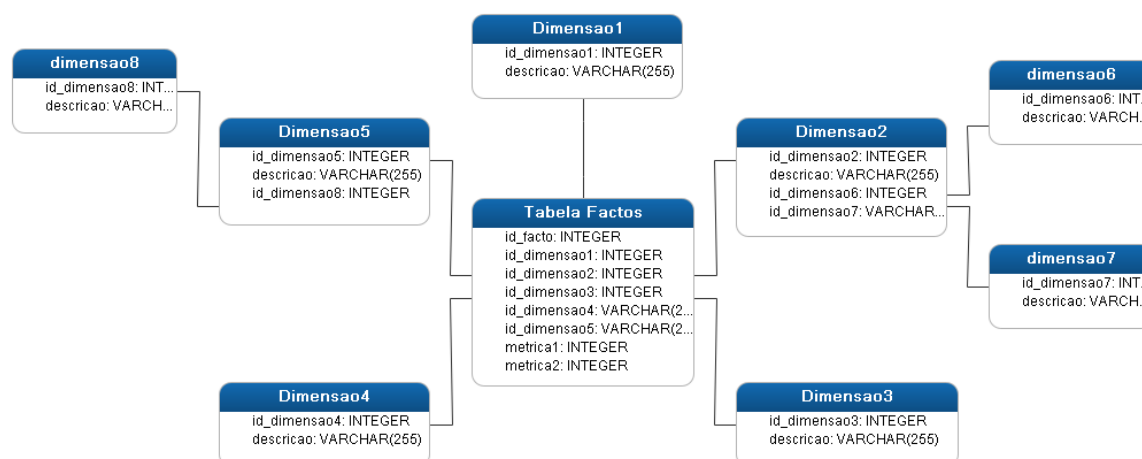 Dimensao1
id_dimensao1: INTEGER
descricao: VARCHAR(255)
dimensao8
id_dimensao8: INT...
descricao: VARCH...
dimensao6
id_dimensao6: INT...
descricao: VARCH...
Dimensao5
id_dimensao5: INTEGER
descricao: VARCHAR(255)
id_dimensao8: INTEGER
Dimensao2
id_dimensao2: INTEGER
descricao: VARCHAR(255)
id_dimensao6: INTEGER
id_dimensao7: VARCHAR...
Tabela Factos
id_facto: INTEGER
id_dimensao1: INTEGER
id_dimensao2: INTEGER
id_dimensao3: INTEGER
id_dimensao4: VARCHAR(2...
id_dimensao5: VARCHAR(2...
metrica1: INTEGER
metrica2: INTEGER
dimensao7
id_dimensao7: INT...
descricao: VARCH...
Dimensao4
id_dimensao4: INTEGER
descricao: VARCHAR(255)
Dimensao3
id_dimensao3: INTEGER
descricao: VARCHAR(255)